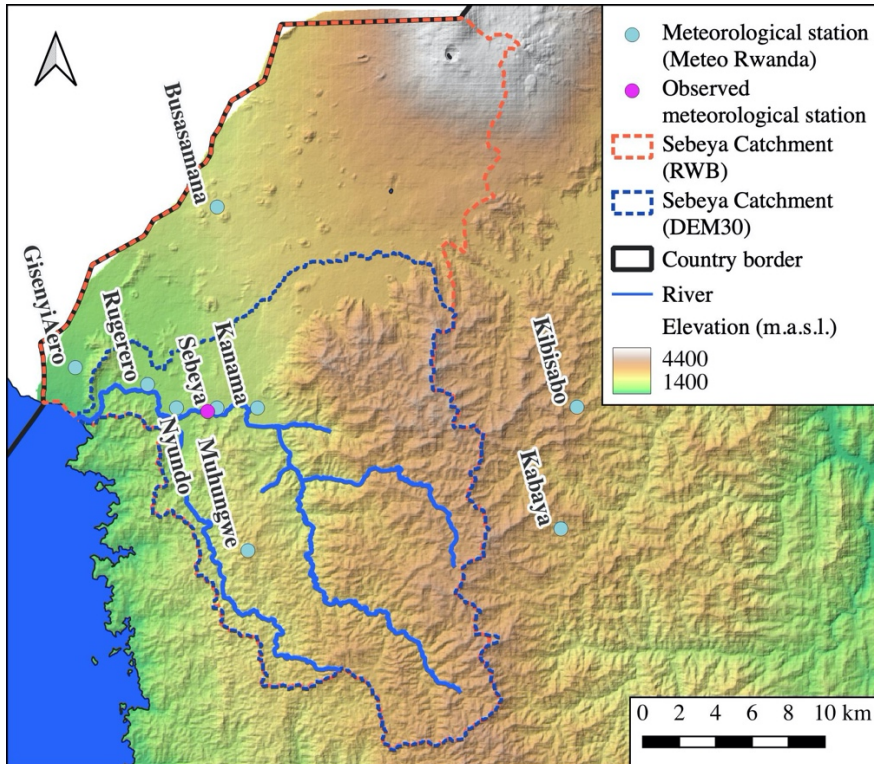 Meteorological station
(Meteo Rwanda)
Observed
meteorological station
Sebeya Catchment
(RWB)
Sebeya Catchment
(DEM30)
Country border
River
Elevation (m.a.s.l.)
4400
1400
Busasamana
GisenyiAero
Rugerero
Sebeya
Kanama
Nyundo
Muhungwe
Kibisabo
Kabaya
0 2 4 6 8 10 km